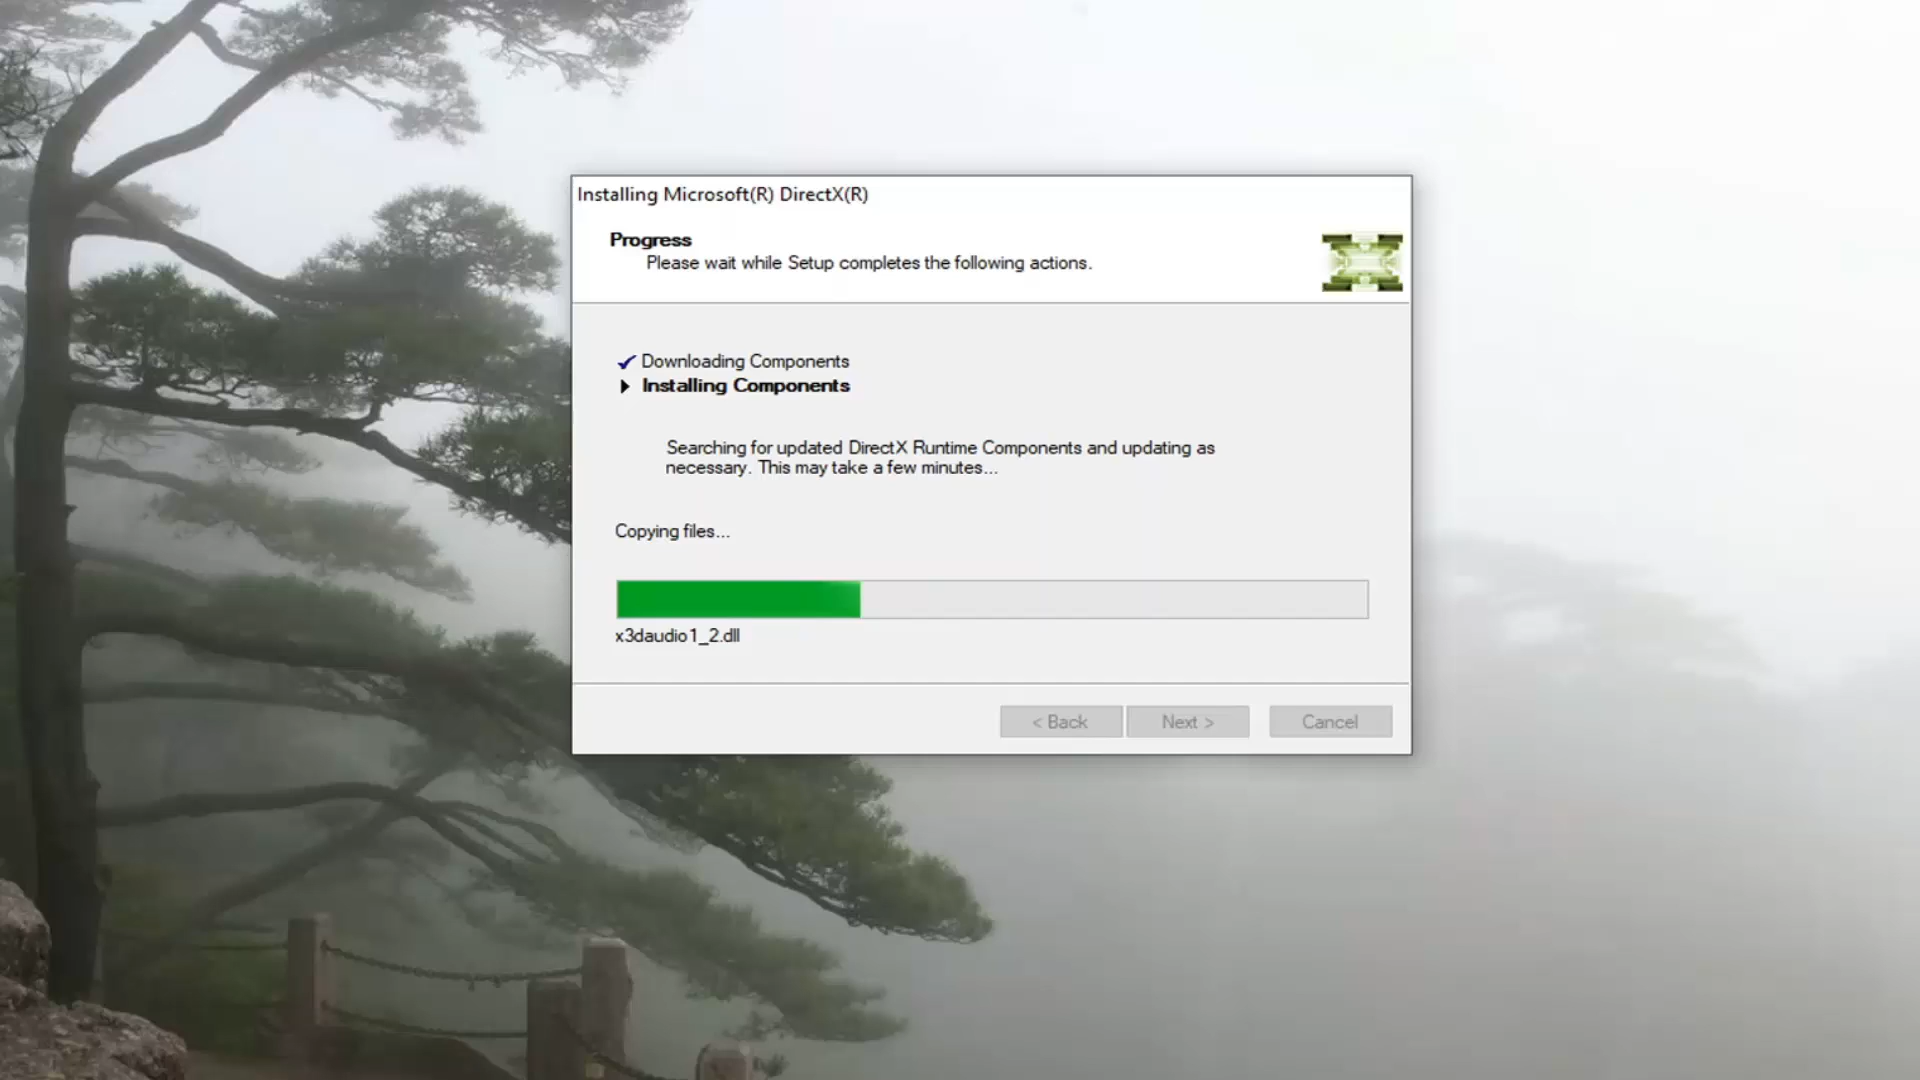 Installing Microsoft(R) DirectX(R)
Progress
Please wait while Setup completes the following actions.
Downloading Components
Installing Components
Searching for updated DirectX Runtime Components and updating as
necessary. This may take a few minutes...
Copying files...
x3daudio1_2.dll
< Back
Next >
Cancel